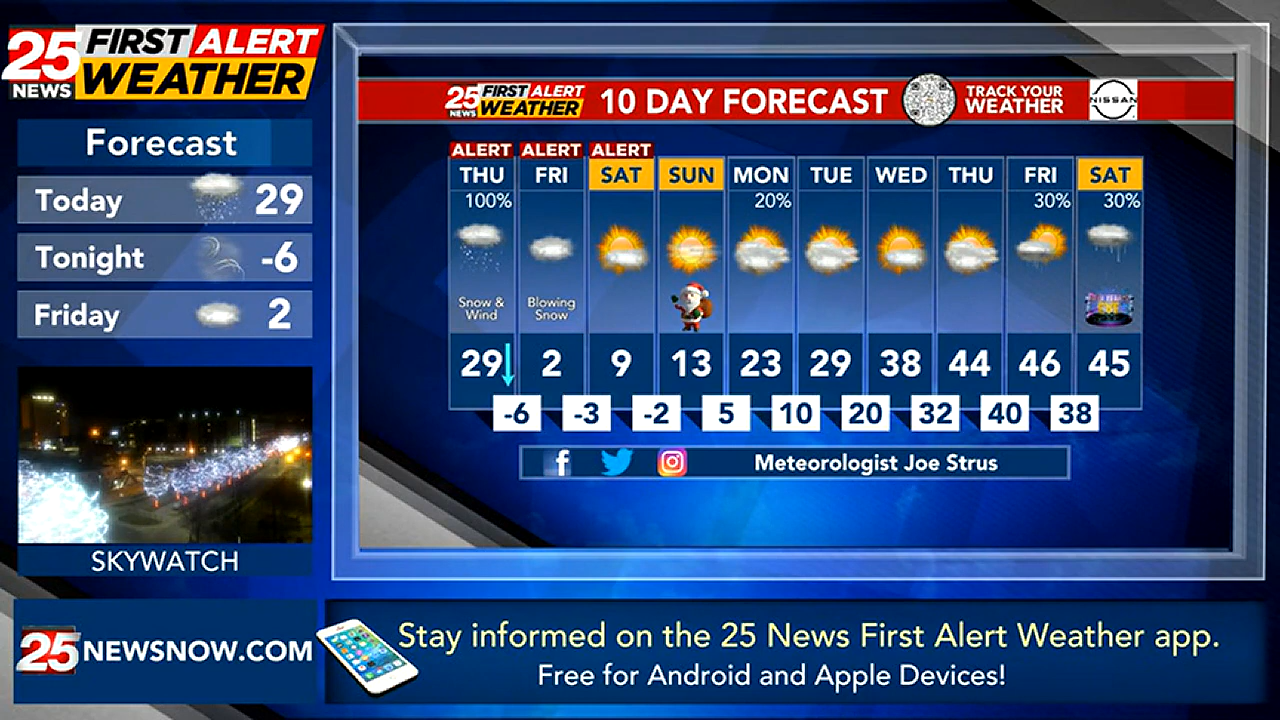 25 NEWS FIRST ALERT WEATHER
Forecast
Today 29
Tonight -6
Friday 2
SKYWATCH
25 NEWS FIRST ALERT WEATHER 10 DAY FORECAST TRACK YOUR WEATHER NISSAN
ALERT ALERT ALERT
THU FRI SAT SUN MON TUE WED THU FRI SAT
100% 20% 30% 30%
Snow & Wind Blowing Snow
29 2 9 13 23 29 38 44 46 45
-6 -3 -2 5 10 20 32 40 38
Meteorologist Joe Strus
25 NEWSNOW.COM
Stay informed on the 25 News First Alert Weather app.
Free for Android and Apple Devices!